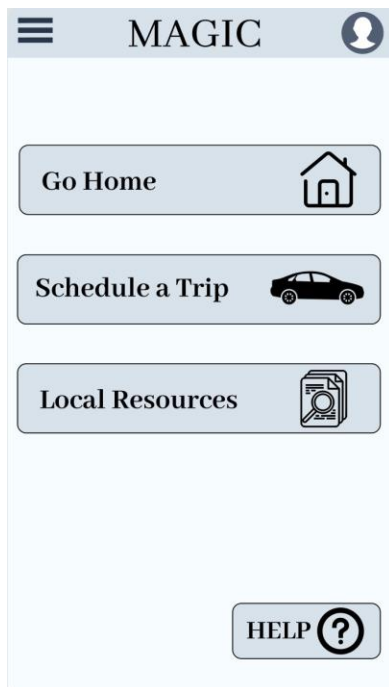 MAGIC
Go Home
Schedule a Trip
Local Resources
HELP ?